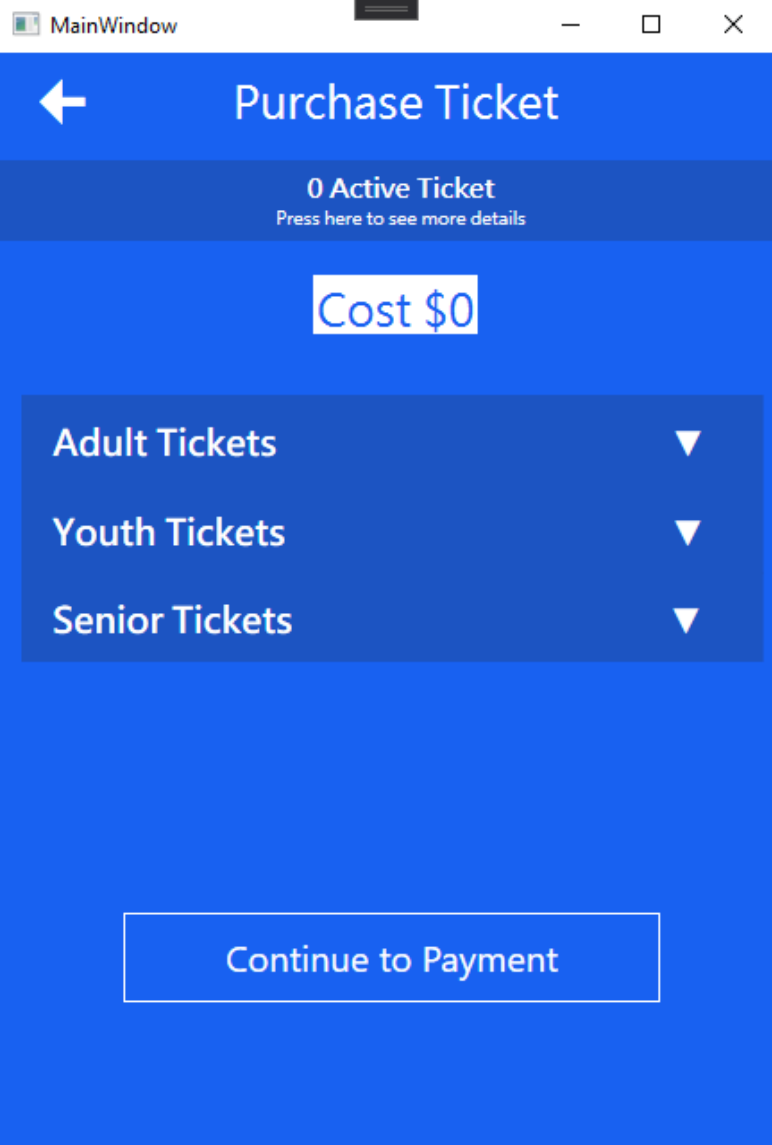 MainWindow
Purchase Ticket
0 Active Ticket
Press here to see more details
Cost $0
Adult Tickets
Youth Tickets
Senior Tickets
Continue to Payment